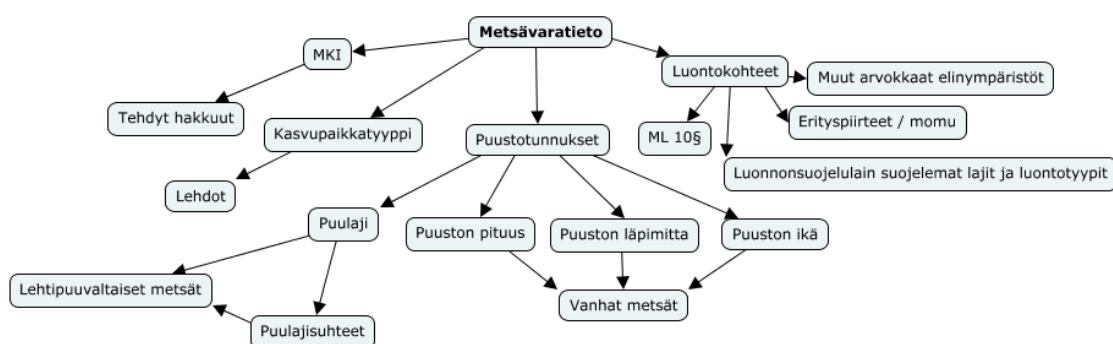 Metsävaratieto
MKI
Luontokohteet
Muut arvokkaat elinympäristöt
Tehdyt hakkuut
Kasvupaikkatyyppi
Puustotunnukset
ML 10§
Erityspiirteet / momu
Luonnonsuojelulain suojelemat lajit ja luontotyypit
Lehdot
Puulaji
Puuston pituus
Puuston läpimitta
Puuston ikä
Lehtipuuvaltaiset metsät
Vanhat metsät
Puulajisuhteet